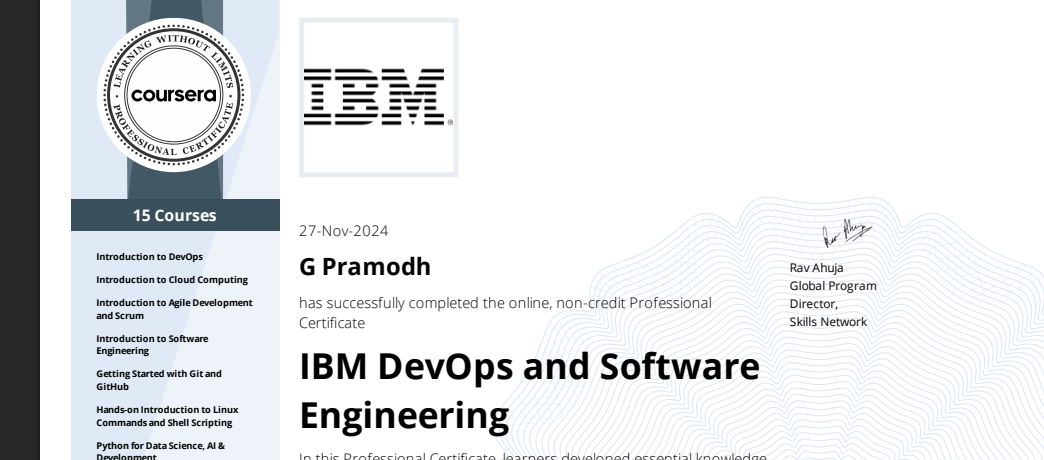 LEARNING WITHOUT LIMITS
coursera
PROFESSIONAL CERTIFICATE
15 Courses
Introduction to DevOps
Introduction to Cloud Computing
Introduction to Agile Development
and Scrum
Introduction to Software
Engineering
Getting Started with Git and
GitHub
Hands-on Introduction to Linux
Commands and Shell Scripting
Python for Data Science, AI &
Development
IBM®
27-Nov-2024
G Pramodh
has successfully completed the online, non-credit Professional
Certificate
IBM DevOps and Software
Engineering
In this Professional Certificate, learners developed essential knowledge
Rav Ahuja
Rav Ahuja
Global Program
Director,
Skills Network